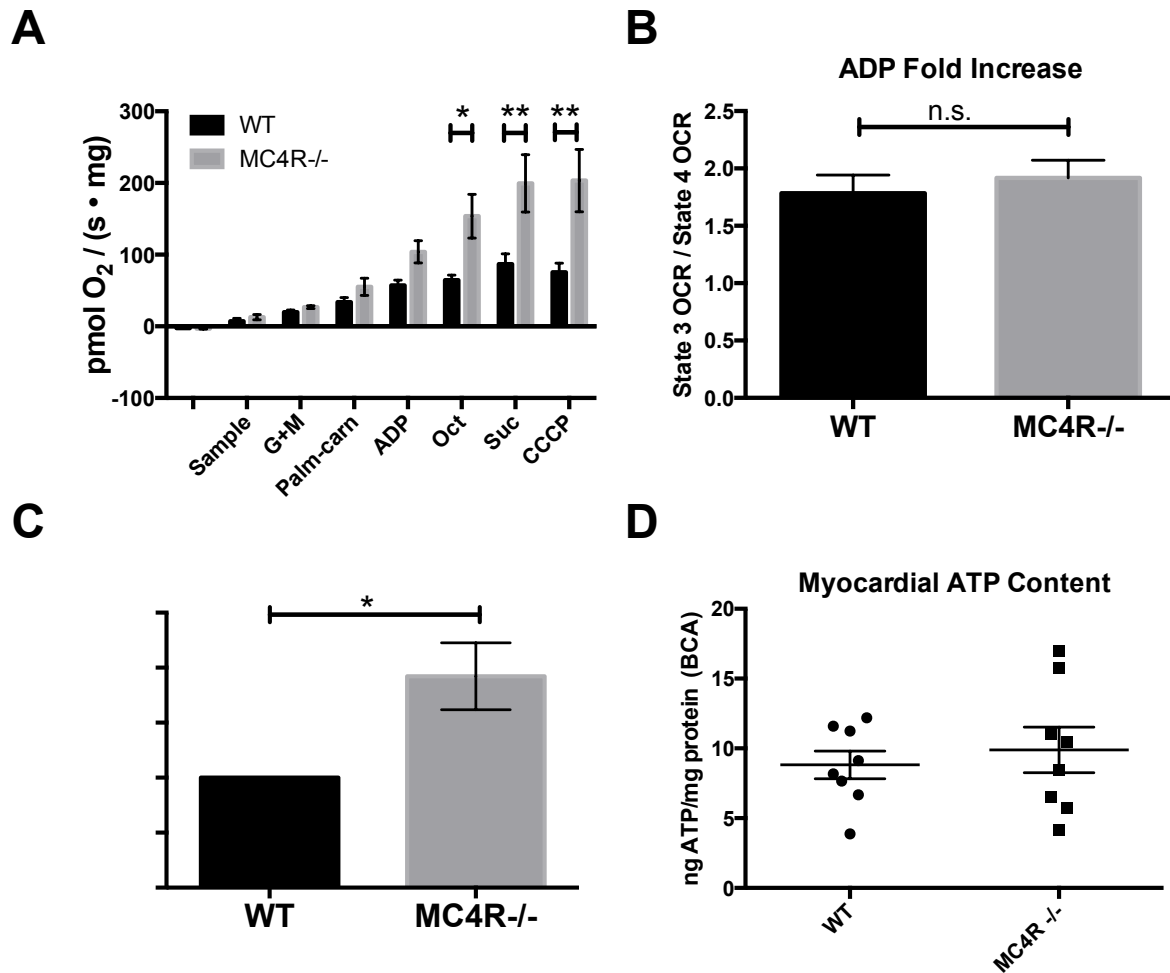 A
pmol O₂ / (s • mg)
300
200
100
0
-100
WT
MC4R-/-
*
**
**
Sample
G+M
Palm-carn
ADP
Oct
Suc
CCCP
B
ADP Fold Increase
State 3 OCR / State 4 OCR
2.5
2.0
1.5
1.0
0.5
0.0
n.s.
WT
MC4R-/-
C
*
WT
MC4R-/-
D
Myocardial ATP Content
ng ATP/mg protein (BCA)
20
15
10
5
0
WT
MC4R -/-